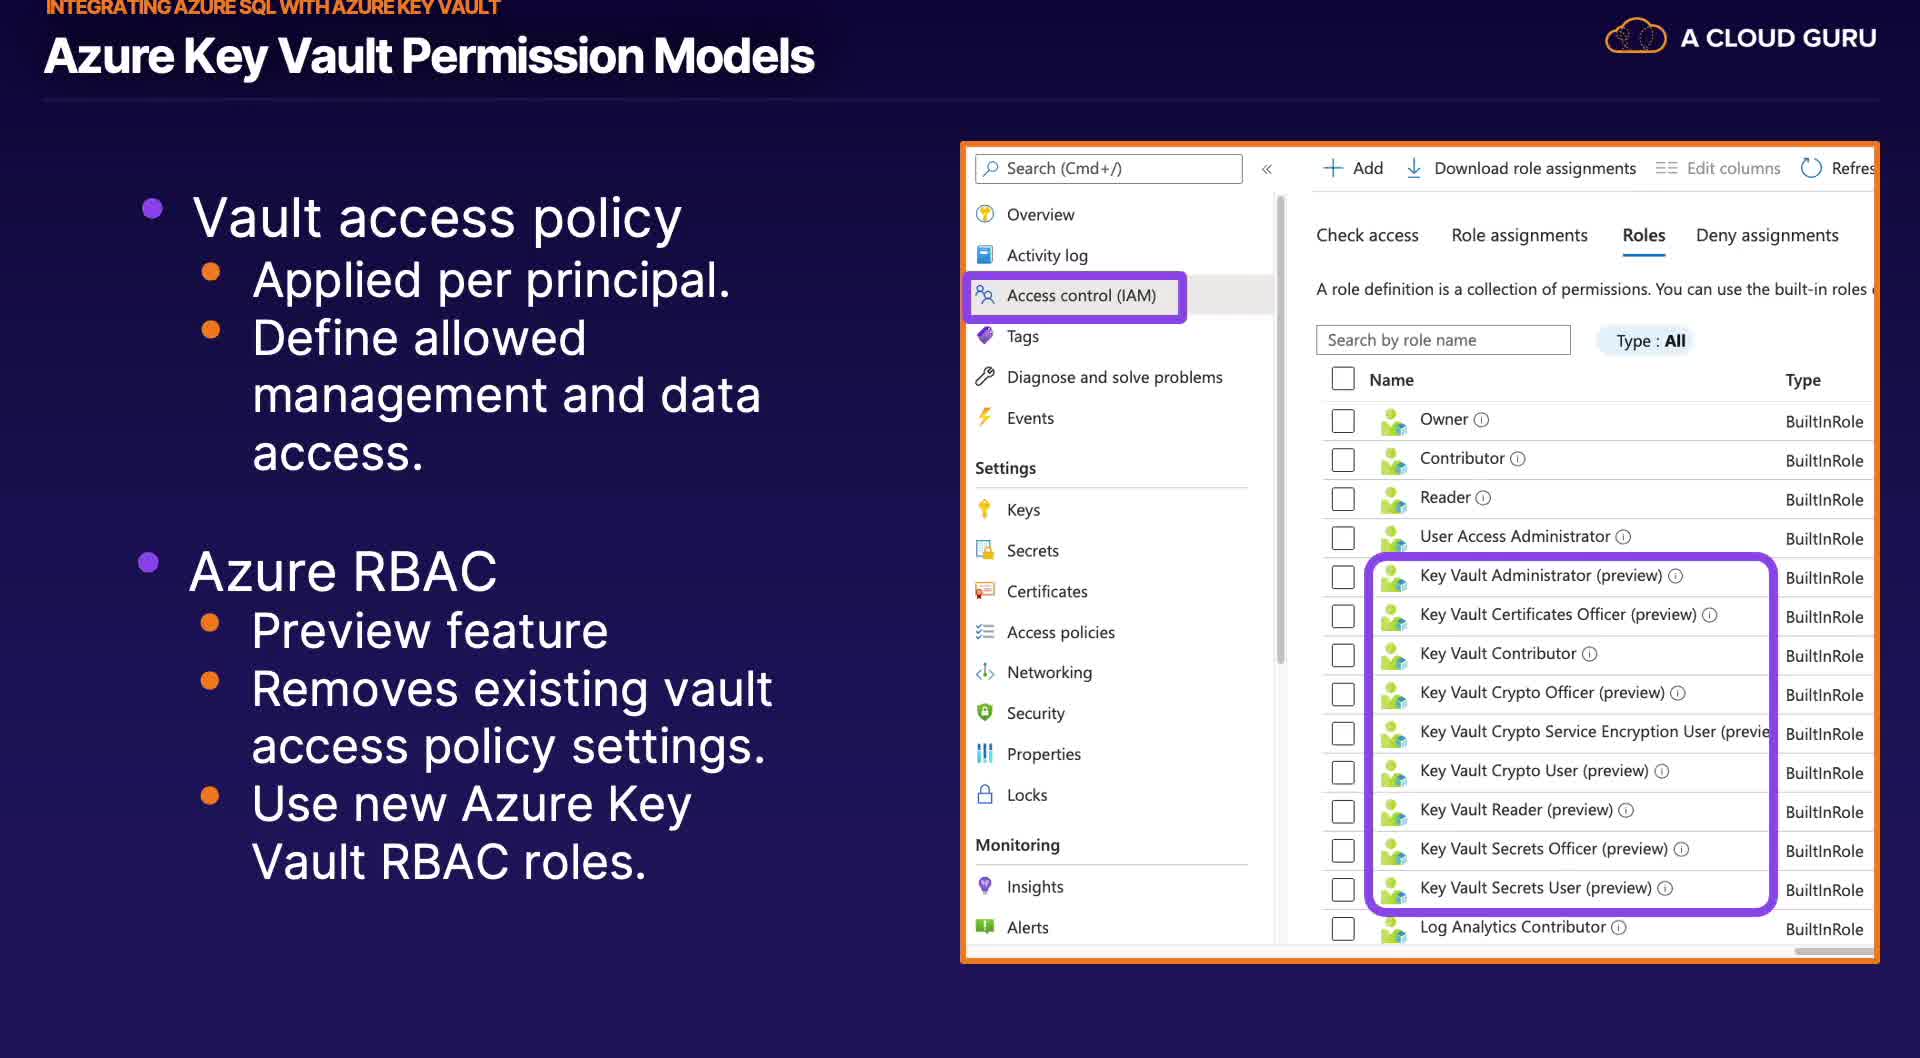 INTEGRATING AZURE SQL WITH AZURE KEY VAULT
Azure Key Vault Permission Models
A CLOUD GURU
Vault access policy
Applied per principal.
Define allowed
management and data
access.
Azure RBAC
Preview feature
Removes existing vault
access policy settings.
Use new Azure Key
Vault RBAC roles.
Search (Cmd+/)
«
Overview
Activity log
Access control (IAM)
Tags
Diagnose and solve problems
Events
Settings
Keys
Secrets
Certificates
Access policies
Networking
Security
Properties
Locks
Monitoring
Insights
Alerts
Add Download role assignments Edit columns Refres
Check access Role assignments Roles Deny assignments
A role definition is a collection of permissions. You can use the built-in roles
Search by role name Type : All
Name Type
Owner BuiltInRole
Contributor BuiltInRole
Reader BuiltInRole
User Access Administrator BuiltInRole
Key Vault Administrator (preview) BuiltInRole
Key Vault Certificates Officer (preview) BuiltInRole
Key Vault Contributor BuiltInRole
Key Vault Crypto Officer (preview) BuiltInRole
Key Vault Crypto Service Encryption User (previe BuiltInRole
Key Vault Crypto User (preview) BuiltInRole
Key Vault Reader (preview) BuiltInRole
Key Vault Secrets Officer (preview) BuiltInRole
Key Vault Secrets User (preview) BuiltInRole
Log Analytics Contributor BuiltInRole